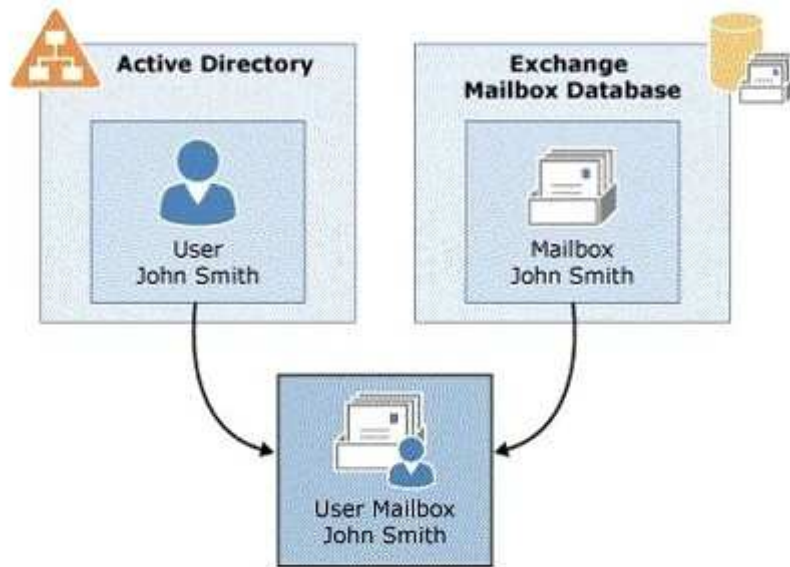 Active Directory
Exchange
Mailbox Database
User
John Smith
Mailbox
John Smith
User Mailbox
John Smith